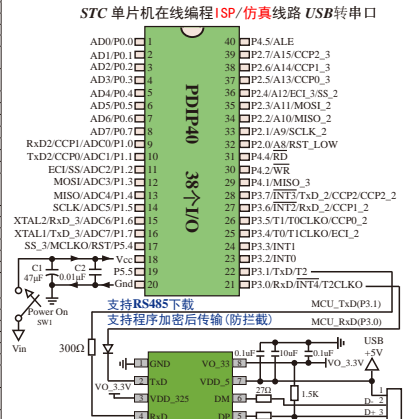 STC 单片机在线编程ISP/仿真线路 USB转串口
AD0/P0.0 1 40 P4.5/ALE
AD1/P0.1 2 39 P2.7/A15/CCP2_3
AD2/P0.2 3 38 P2.6/A14/CCP1_3
AD3/P0.3 4 37 P2.5/A13/CCP0_3
AD4/P0.4 5 36 P2.4/A12/ECI_3/SS_2
AD5/P0.5 6 35 P2.3/A11/MOSI_2
AD6/P0.6 7 34 P2.2/A10/MISO_2
AD7/P0.7 8 33 P2.1/A9/SCLK_2
RxD2/CCP1/ADC0/P1.0 9 32 P2.0/A8/RST_LOW
TxD2/CCP0/ADC1/P1.1 10 31 P4.4/RD
ECI/SS/ADC2/P1.2 11 30 P4.2/WR
MOSI/ADC3/P1.3 12 29 P4.1/MISO_3
MISO/ADC4/P1.4 13 28 P3.7/INT3/TxD_2/CCP2/CCP2_2
SCLK/ADC5/P1.5 14 27 P3.6/INT2/RxD_2/CCP1_2
XTAL2/RxD_3/ADC6/P1.6 15 26 P3.5/T1/T0CLKO/CCP0_2
XTAL1/TxD_3/ADC7/P1.7 16 25 P3.4/T0/T1CLKO/ECI_2
SS_3/MCLKO/RST/P5.4 17 24 P3.3/INT1
Vcc 18 23 P3.2/INT0
P5.5 19 22 P3.1/TxD/T2
Gnd 20 21 P3.0/RxD/INT4/T2CLKO
PDIP40 38个I/O
C1 47μF
C2 0.01μF
Power On
SW1
Vin
支持RS485下载
支持程序加密后传输(防拦截)
MCU_TxD(P3.1)
MCU_RxD(P3.0)
300Ω
0.1uF 10uF 0.1uF
USB
+5V
1 GND VO_33 8 VO_3.3V
2 TxD VDD_5 7
VO_3.3V
3 VDD_325 DM 6 27Ω 1.5K D- 2
4 RxD DP 5 D+ 3
1